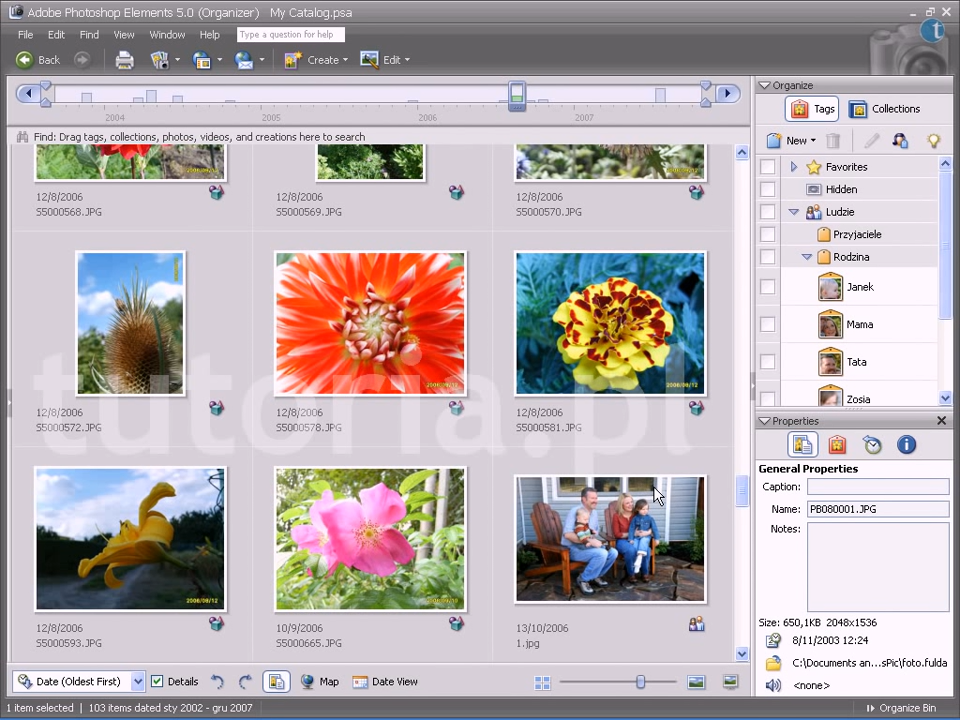 Adobe Photoshop Elements 5.0 (Organizer) My Catalog.psa
File Edit Find View Window Help Type a question for help
Back Create Edit
2004 2005 2006 2007
Find: Drag tags, collections, photos, videos, and creations here to search
12/8/2006 12/8/2006 12/8/2006
S5000568.JPG S5000569.JPG S5000570.JPG
12/8/2006 12/8/2006 12/8/2006
S5000572.JPG S5000578.JPG S5000581.JPG
tutoria.pl
12/8/2006 10/9/2006 13/10/2006
S5000593.JPG S5000665.JPG 1.jpg
Organize
Tags Collections
New
Favorites
Hidden
Ludzie
Przyjaciele
Rodzina
Janek
Mama
Tata
Zosia
Properties
General Properties
Caption:
Name: PB080001.JPG
Notes:
Size: 650,1KB 2048x1536
8/11/2003 12:24
C:\Documents an...sPic\foto.fulda
<none>
Date (Oldest First) Details Map Date View
1 item selected | 103 items dated sty 2002 - gru 2007 Organize Bin